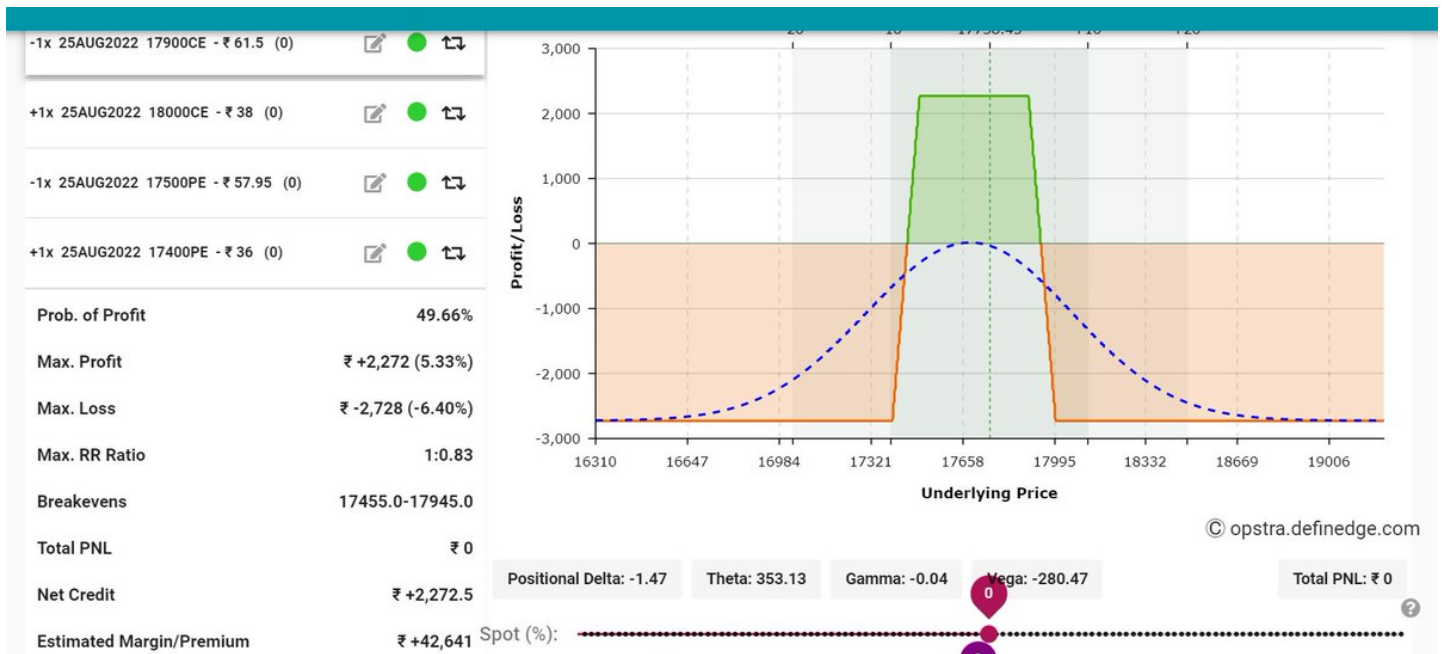 -1x 25AUG2022 17900CE - ₹ 61.5 (0)
+1x 25AUG2022 18000CE - ₹ 38 (0)
-1x 25AUG2022 17500PE - ₹ 57.95 (0)
+1x 25AUG2022 17400PE - ₹ 36 (0)
Prob. of Profit 49.66%
Max. Profit ₹ +2,272 (5.33%)
Max. Loss ₹ -2,728 (-6.40%)
Max. RR Ratio 1:0.83
Breakevens 17455.0-17945.0
Total PNL ₹ 0
Net Credit ₹ +2,272.5
Estimated Margin/Premium ₹ +42,641
3,000
2,000
1,000
0
-1,000
-2,000
-3,000
Profit/Loss
16310 16647 16984 17321 17658 17995 18332 18669 19006
Underlying Price
© opstra.definedge.com
Positional Delta: -1.47 Theta: 353.13 Gamma: -0.04 Vega: -280.47 Total PNL: ₹ 0
0
?
Spot (%):